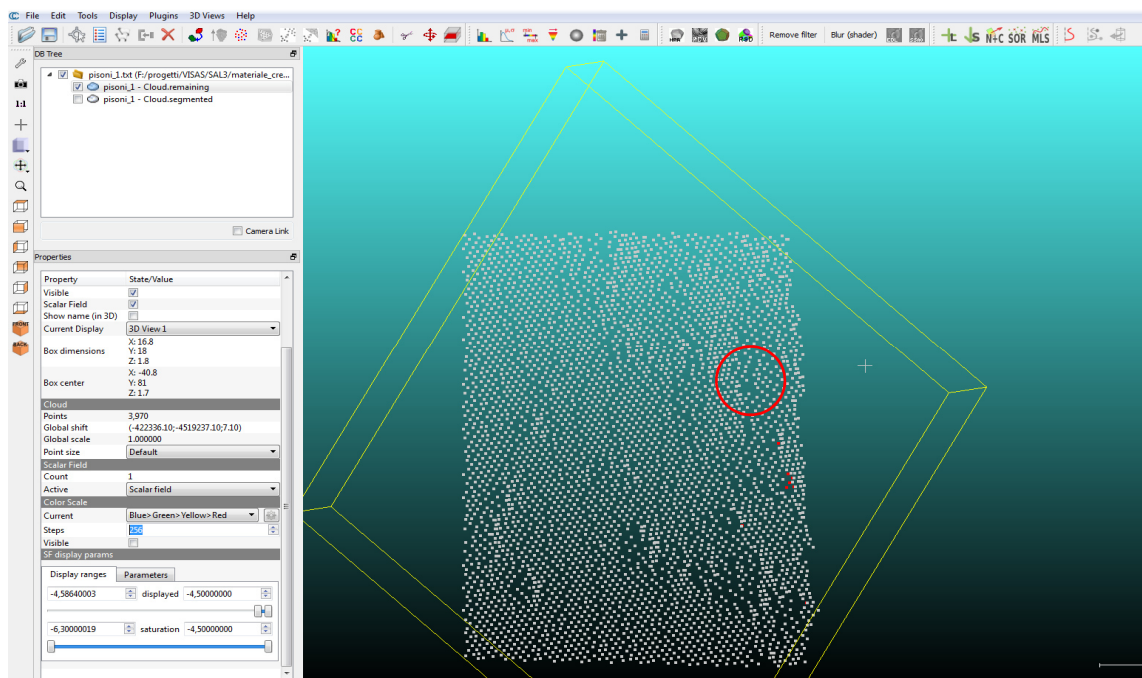 File Edit Tools Display Plugins 3D Views Help
Remove filter Blur (shader) N+C SOR MLS
DB Tree
pisoni_1.txt (F:/progetti/VISAS/SAL3/materiale_cre...
pisoni_1 - Cloud.remaining
pisoni_1 - Cloud.segmented
1:1
Camera Link
Properties
Property State/Value
Visible
Scalar Field
Show name (in 3D)
Current Display 3D View 1
Box dimensions
X: 16.8
Y: 18
Z: 1.8
Box center
X: -40.8
Y: 81
Z: 1.7
Cloud
Points 3,970
Global shift (-422336.10;-4519237.10;7.10)
Global scale 1.000000
Point size Default
Scalar Field
Count 1
Active Scalar field
Color Scale
Current Blue>Green>Yellow>Red
Steps 256
Visible
SF display params
Display ranges Parameters
-4,58640003 displayed -4,50000000
-6,30000019 saturation -4,50000000
FRONT
BACK